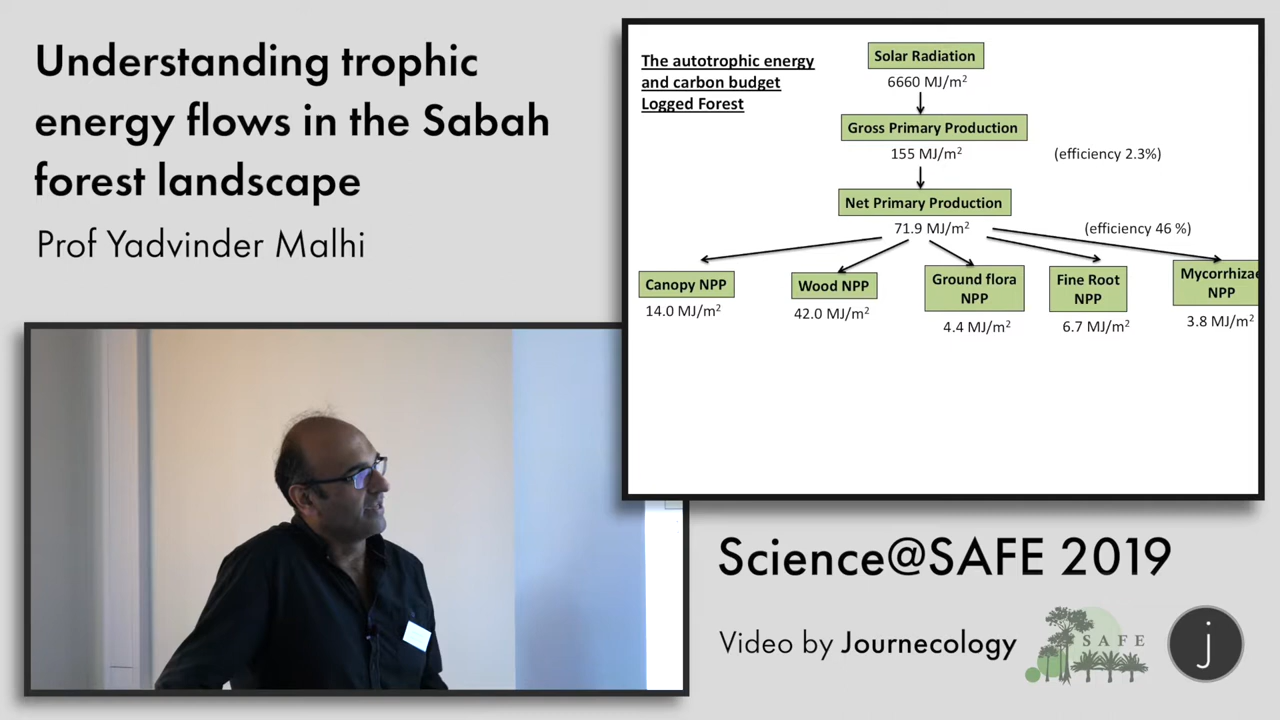 Understanding trophic
energy flows in the Sabah
forest landscape
Prof Yadvinder Malhi
The autotrophic energy
and carbon budget
Logged Forest
Solar Radiation
6660 MJ/m²
Gross Primary Production
155 MJ/m²
(efficiency 2.3%)
Net Primary Production
71.9 MJ/m²
(efficiency 46 %)
Canopy NPP
14.0 MJ/m²
Wood NPP
42.0 MJ/m²
Ground flora
NPP
4.4 MJ/m²
Fine Root
NPP
6.7 MJ/m²
Mycorrhizae
NPP
3.8 MJ/m²
Science@SAFE 2019
Video by Journecology
SAFE
j